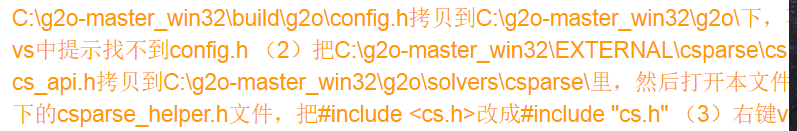 C:\g2o-master_win32\build\g2o\config.h拷贝到C:\g2o-master_win32\g2o\下，
vs中提示找不到config.h （2）把C:\g2o-master_win32\EXTERNAL\csparse\cs
cs_api.h拷贝到C:\g2o-master_win32\g2o\solvers\csparse\里，然后打开本文件
下的csparse_helper.h文件，把#include <cs.h>改成#include "cs.h" （3）右键v